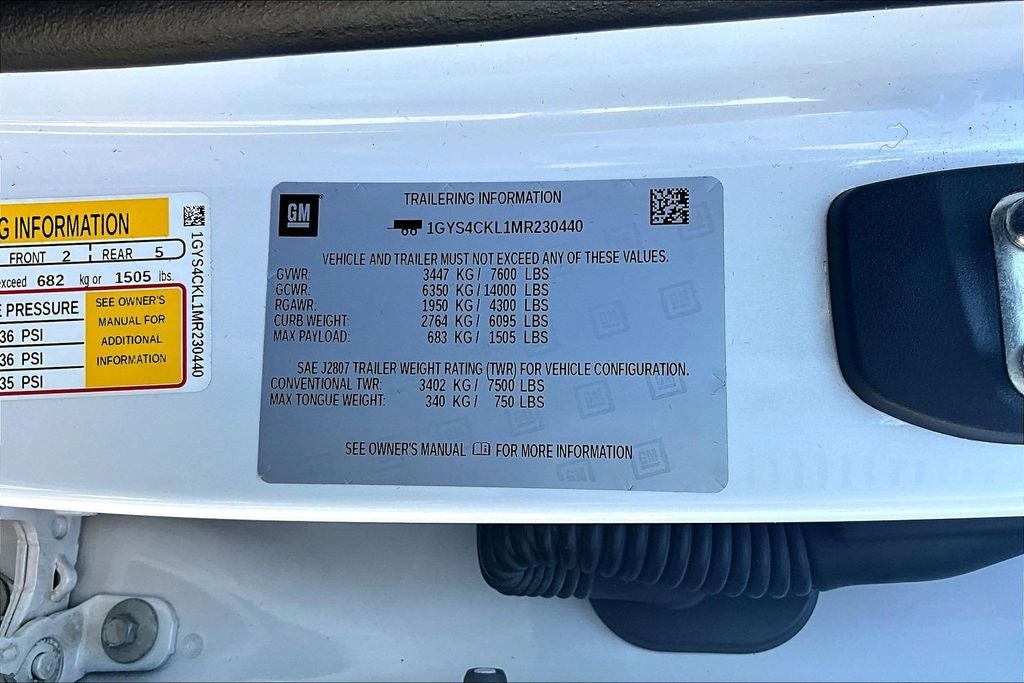 G INFORMATION
FRONT 2 REAR 5
exceed 682 kg or 1505 lbs.
E PRESSURE
36 PSI
36 PSI
35 PSI
SEE OWNER'S
MANUAL FOR
ADDITIONAL
INFORMATION
1GYS4CKL1MR230440
GM
TRAILERING INFORMATION
1GYS4CKL1MR230440
VEHICLE AND TRAILER MUST NOT EXCEED ANY OF THESE VALUES.
GVWR: 3447 KG / 7600 LBS
GCWR: 6350 KG / 14000 LBS
RGAWR: 1950 KG / 4300 LBS
CURB WEIGHT: 2764 KG / 6095 LBS
MAX PAYLOAD: 683 KG / 1505 LBS
SAE J2807 TRAILER WEIGHT RATING (TWR) FOR VEHICLE CONFIGURATION.
CONVENTIONAL TWR: 3402 KG / 7500 LBS
MAX TONGUE WEIGHT: 340 KG / 750 LBS
SEE OWNER'S MANUAL FOR MORE INFORMATION